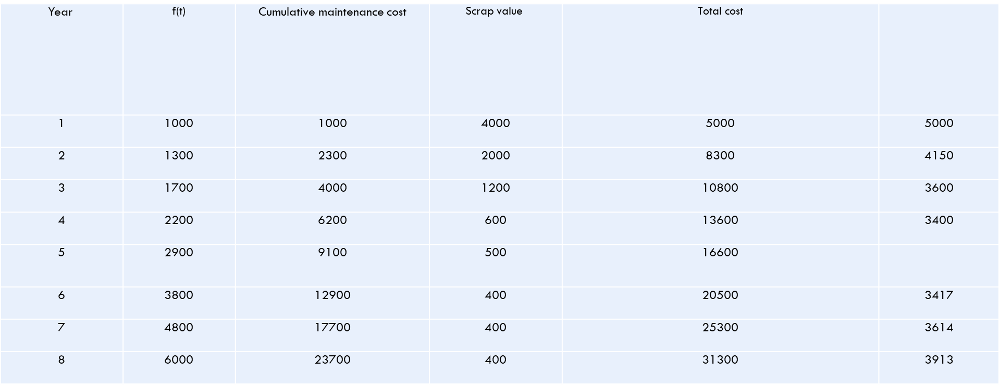 Year f(t) Cumulative maintenance cost Scrap value Total cost
1 1000 1000 4000 5000 5000
2 1300 2300 2000 8300 4150
3 1700 4000 1200 10800 3600
4 2200 6200 600 13600 3400
5 2900 9100 500 16600
6 3800 12900 400 20500 3417
7 4800 17700 400 25300 3614
8 6000 23700 400 31300 3913